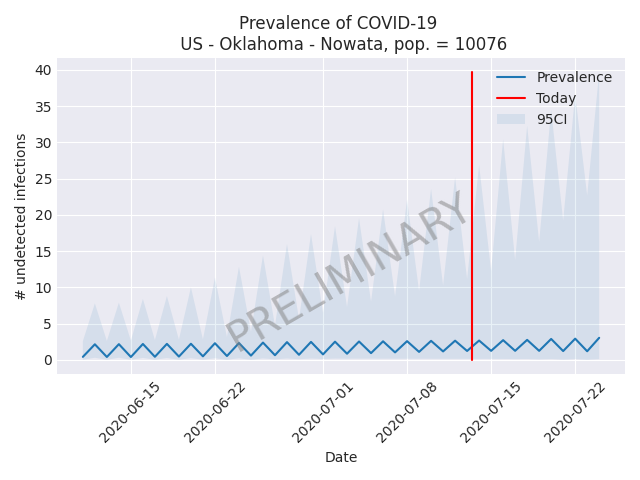 Prevalence of COVID-19
US - Oklahoma - Nowata, pop. = 10076
40
35
30
25
20
15
10
5
0
# undetected infections
Prevalence
Today
95CI
PRELIMINARY
2020-06-15
2020-06-22
2020-07-01
2020-07-08
2020-07-15
2020-07-22
Date